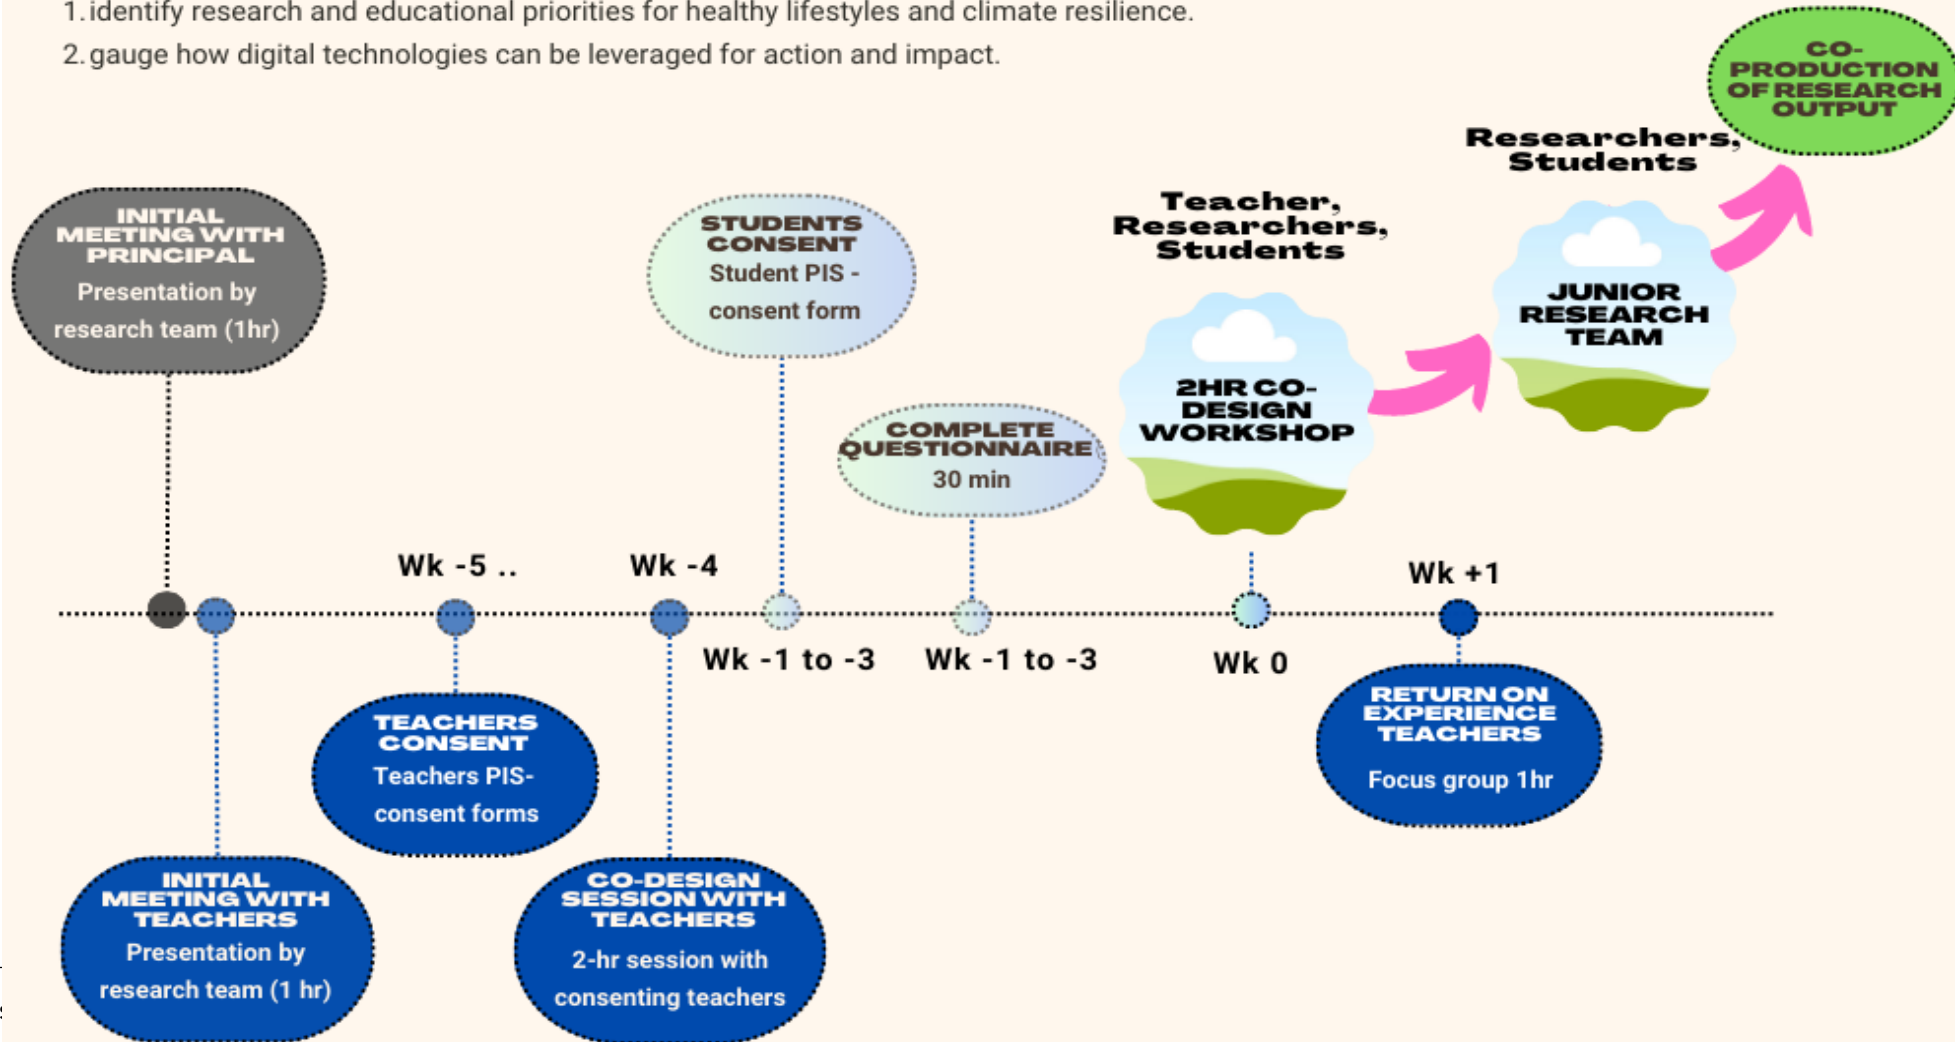 1. identify research and educational priorities for healthy lifestyles and climate resilience.
2. gauge how digital technologies can be leveraged for action and impact.
CO-
PRODUCTION
OF RESEARCH
OUTPUT
Researchers,
Students
Teacher,
Researchers,
Students
INITIAL
MEETING WITH
PRINCIPAL
Presentation by
research team (1hr)
STUDENTS
CONSENT
Student PIS -
consent form
JUNIOR
RESEARCH
TEAM
2HR CO-
DESIGN
WORKSHOP
COMPLETE
QUESTIONNAIRE
30 min
Wk -5 ..
Wk -4
Wk +1
Wk -1 to -3
Wk -1 to -3
Wk 0
TEACHERS
CONSENT
Teachers PIS-
consent forms
RETURN ON
EXPERIENCE
TEACHERS
Focus group 1hr
INITIAL
MEETING WITH
TEACHERS
Presentation by
research team (1 hr)
CO-DESIGN
SESSION WITH
TEACHERS
2-hr session with
consenting teachers